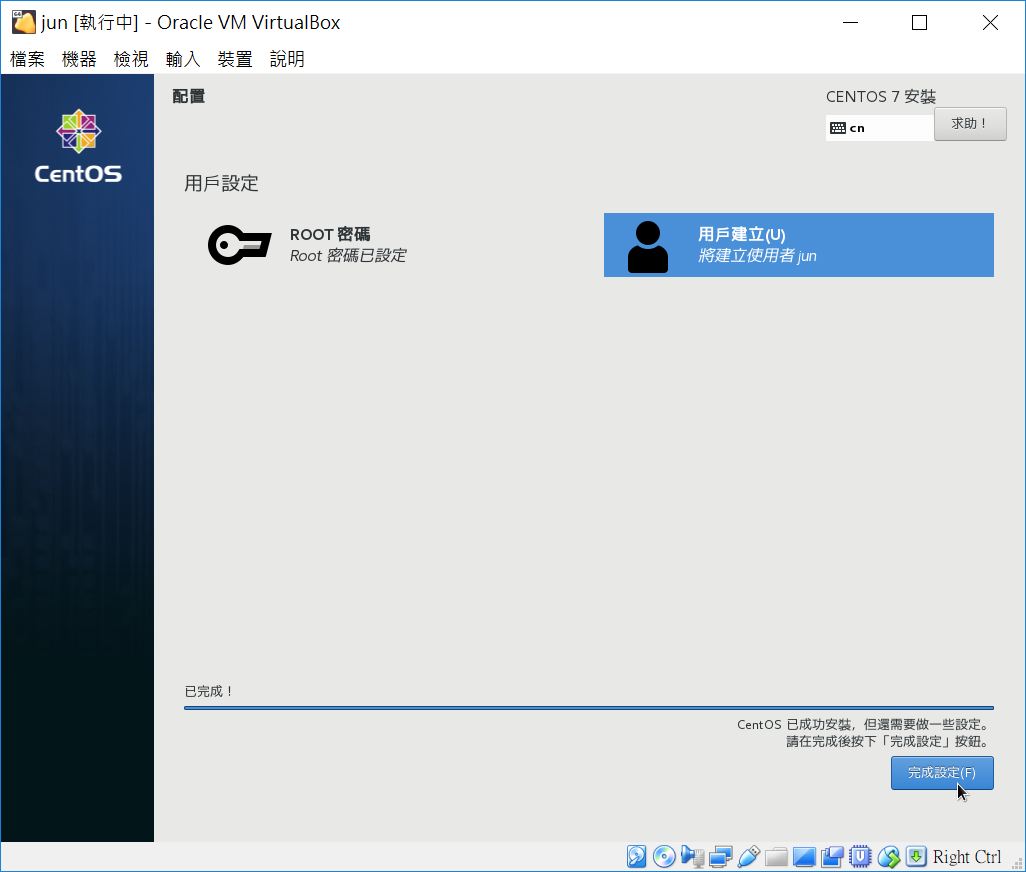 jun [執行中] - Oracle VM VirtualBox
檔案 機器 檢視 輸入 裝置 說明
CentOS
配置
CENTOS 7 安裝
cn
求助！
用戶設定
ROOT 密碼
Root 密碼已設定
用戶建立(U)
將建立使用者 jun
已完成！
CentOS 已成功安裝，但還需要做一些設定。
請在完成後按下「完成設定」按鈕。
完成設定(F)
Right Ctrl